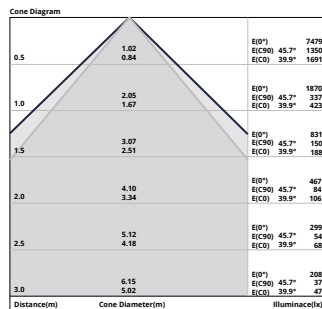 Cone Diagram
E(0°) 7479
1.02 E(C90) 45.7° 1350
0.5 0.84 E(C0) 39.9° 1691
E(0°) 1870
2.05 E(C90) 45.7° 337
1.0 1.67 E(C0) 39.9° 423
E(0°) 831
3.07 E(C90) 45.7° 150
1.5 2.51 E(C0) 39.9° 188
E(0°) 467
4.10 E(C90) 45.7° 84
2.0 3.34 E(C0) 39.9° 106
E(0°) 299
5.12 E(C90) 45.7° 54
2.5 4.18 E(C0) 39.9° 68
E(0°) 208
6.15 E(C90) 45.7° 37
3.0 5.02 E(C0) 39.9° 47
Distance(m) Cone Diameter(m) Illuminace(lx)